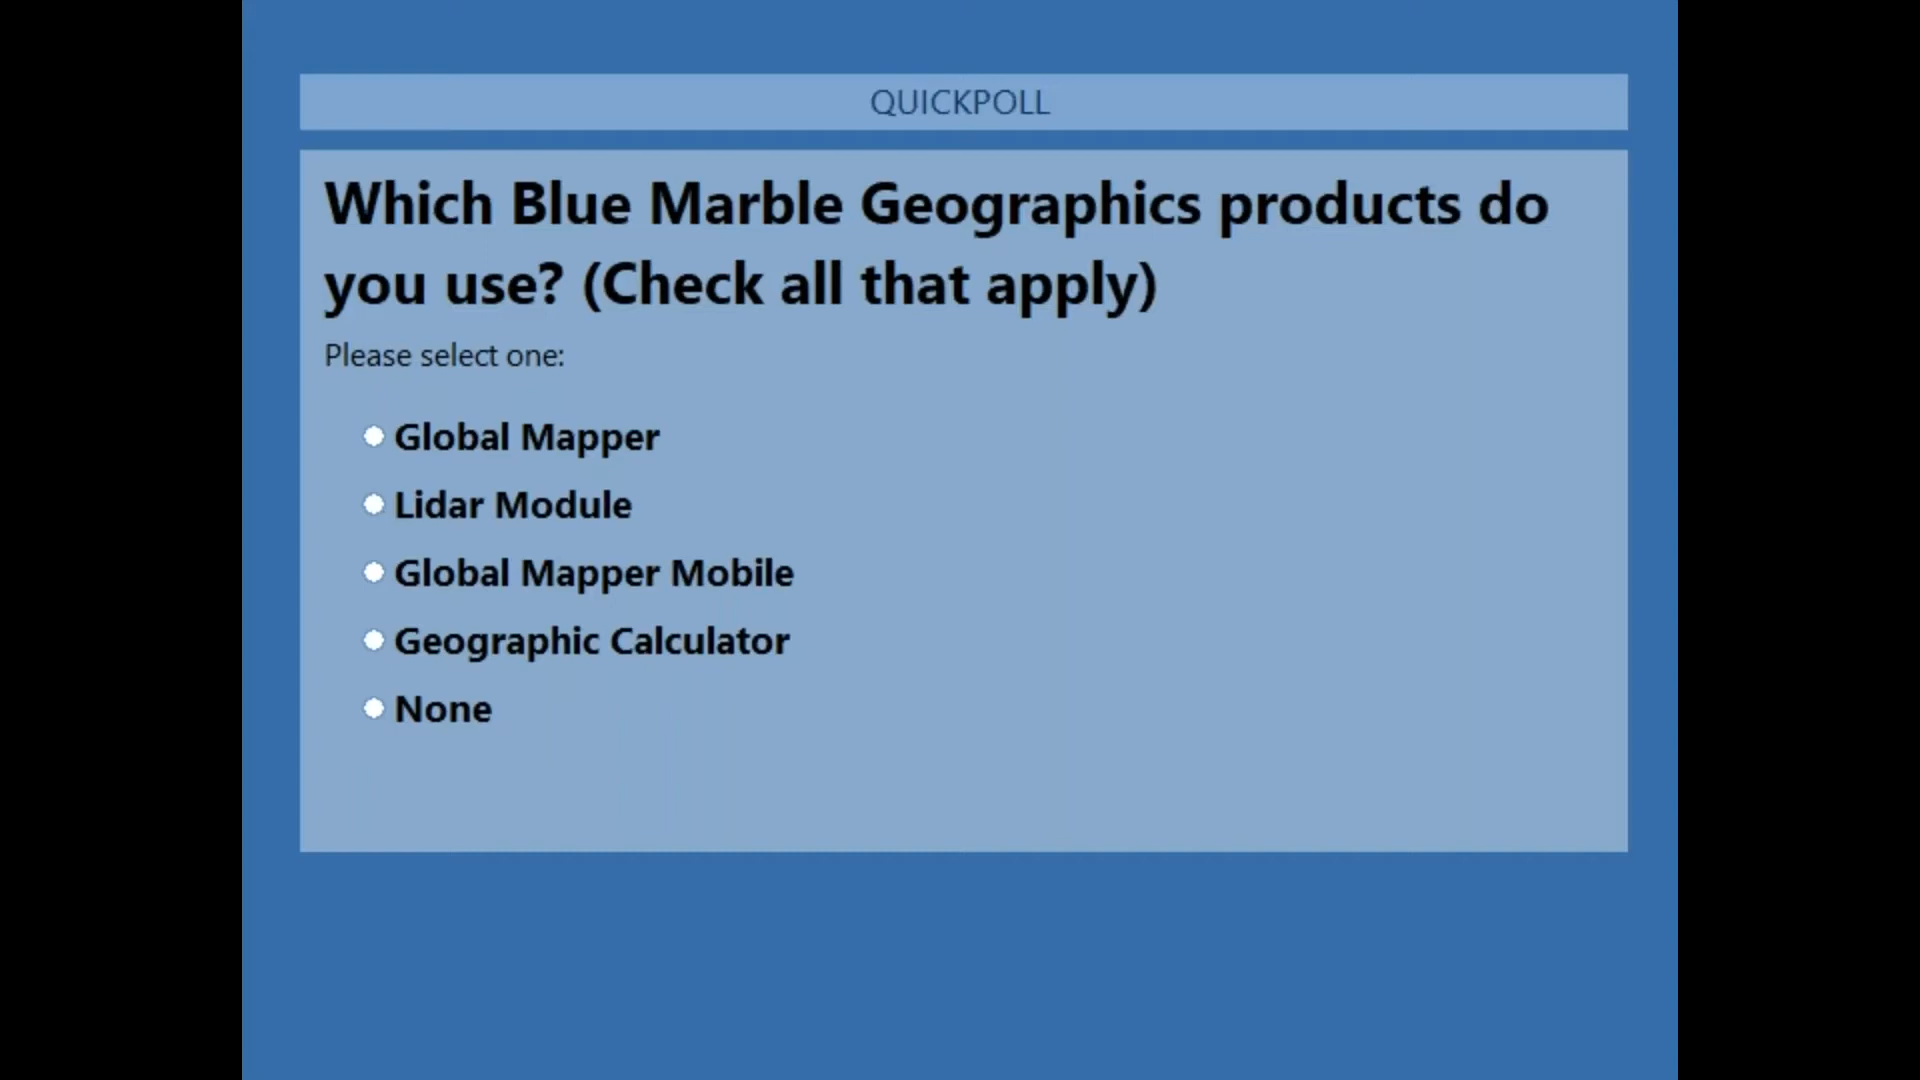 QUICKPOLL
Which Blue Marble Geographics products do
you use? (Check all that apply)
Please select one:
Global Mapper
Lidar Module
Global Mapper Mobile
Geographic Calculator
None